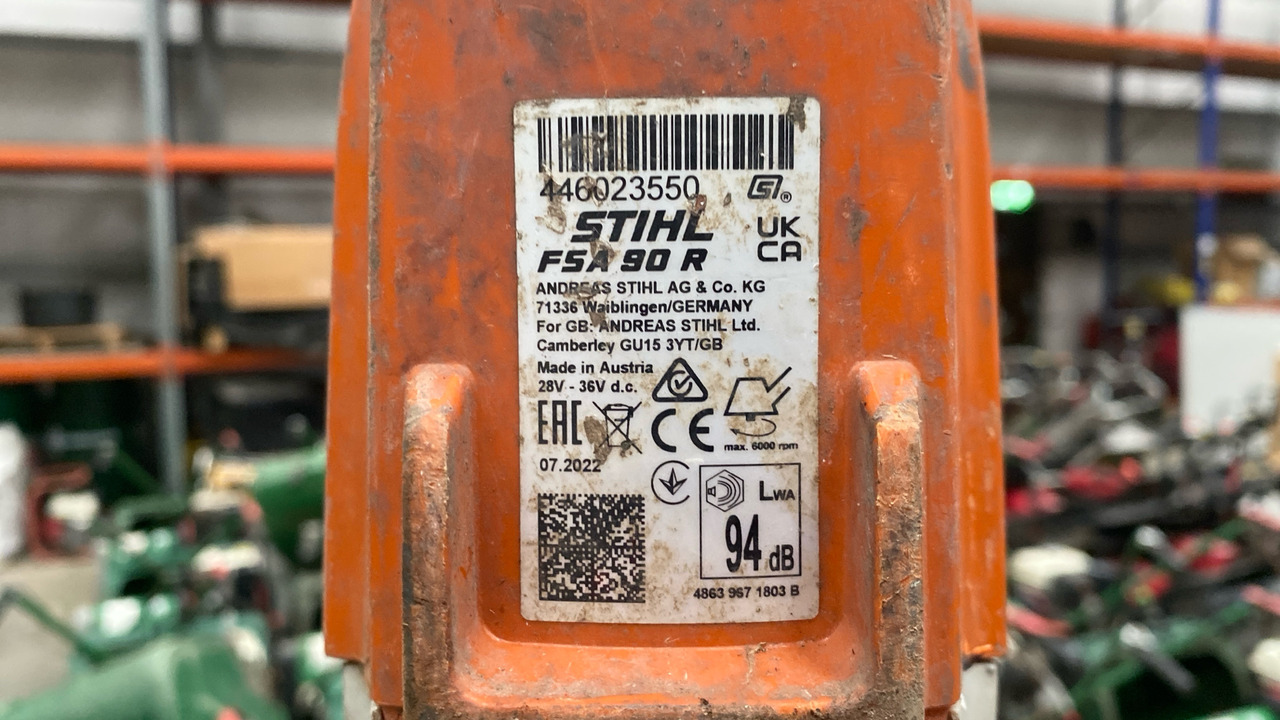 446023550
STIHL
UK
CA
FSA 90 R
ANDREAS STIHL AG & Co. KG
71336 Waiblingen/GERMANY
For GB: ANDREAS STIHL Ltd.
Camberley GU15 3YT/GB
Made in Austria
28V - 36V d.c.
EAC
CE
max. 6000 rpm
07.2022
LWA
94 dB
4863 967 1803 B